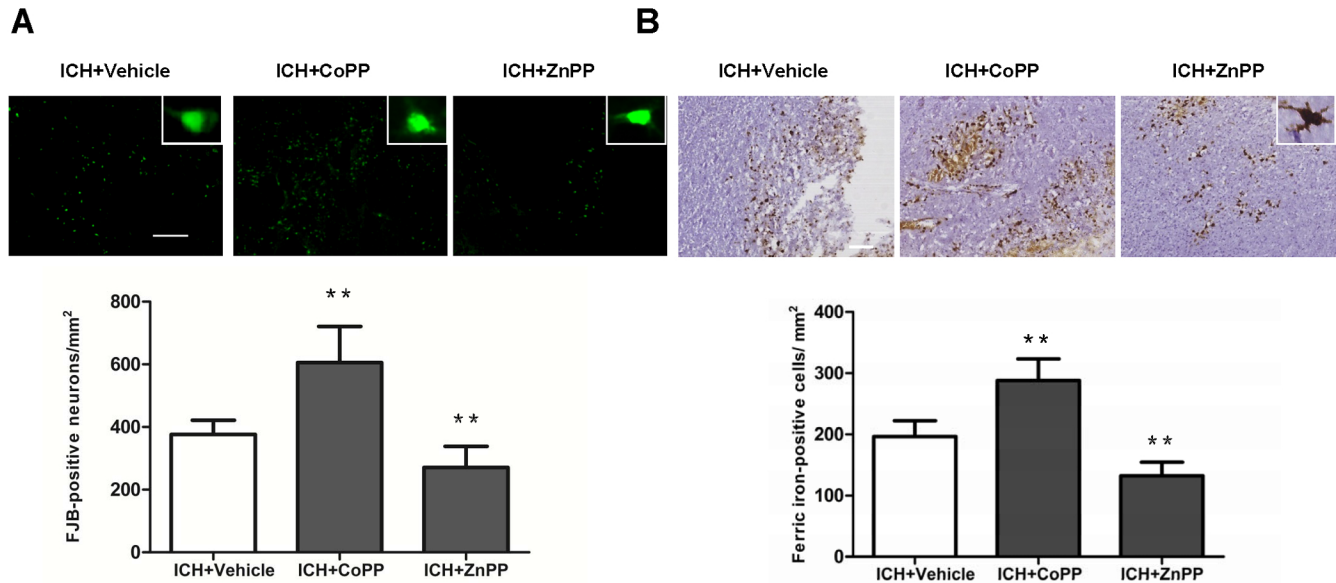 A
B
ICH+Vehicle ICH+CoPP ICH+ZnPP
ICH+Vehicle ICH+CoPP ICH+ZnPP
FJB-positive neurons/mm²
800
600
400
200
0
**
**
ICH+Vehicle ICH+CoPP ICH+ZnPP
Ferric iron-positive cells/ mm²
400
300
200
100
0
**
**
ICH+Vehicle ICH+CoPP ICH+ZnPP